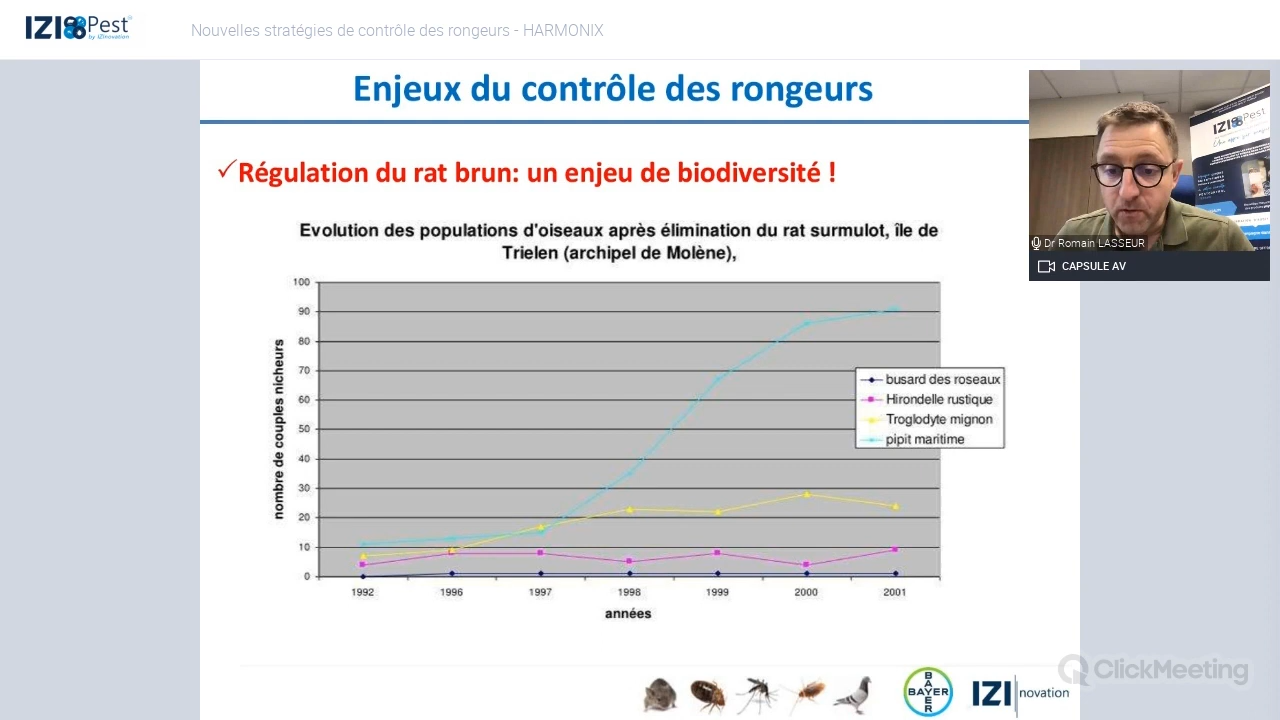 IZI Pest
by IZInovation
Nouvelles stratégies de contrôle des rongeurs - HARMONIX
Enjeux du contrôle des rongeurs
✓Régulation du rat brun: un enjeu de biodiversité !
Evolution des populations d'oiseaux après élimination du rat surmulot, île de
Trielen (archipel de Molène),
nombre de couples nicheurs
100
90
80
70
60
50
40
30
20
10
0
1992 1996 1997 1998 1999 2000 2001
années
busard des roseaux
Hirondelle rustique
Troglodyte mignon
pipit maritime
IZI Pest
Dr Romain LASSEUR
CAPSULE AV
BAYER
BAYER
IZInovation
ClickMeeting